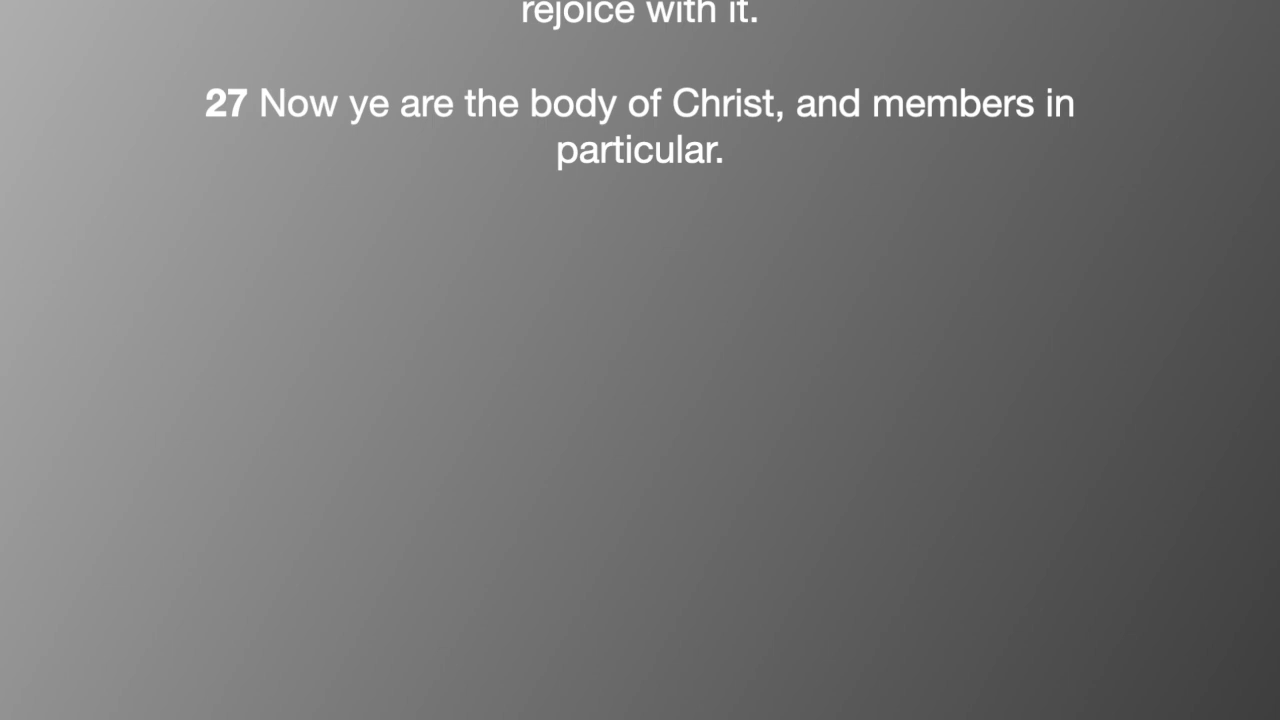 rejoice with it.
27 Now ye are the body of Christ, and members in
particular.